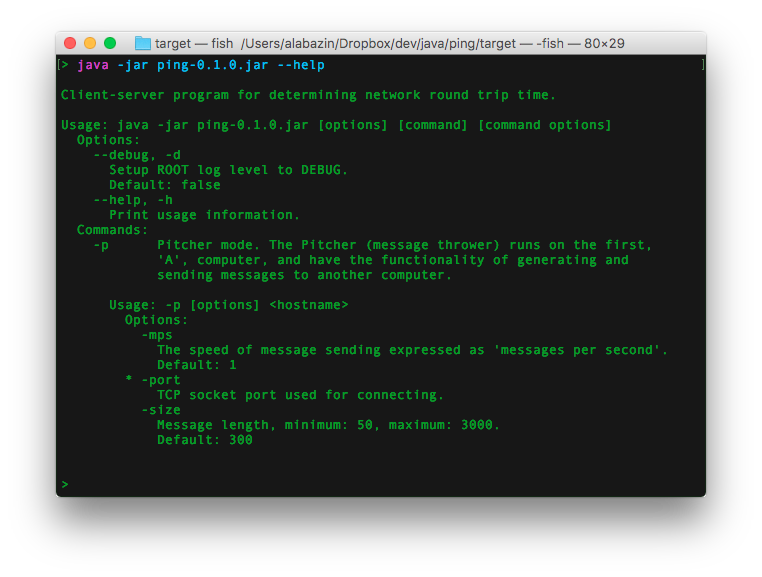 target — fish  /Users/alabazin/Dropbox/dev/java/ping/target — -fish — 80×29
[> java -jar ping-0.1.0.jar --help ]

Client-server program for determining network round trip time.

Usage: java -jar ping-0.1.0.jar [options] [command] [command options]
  Options:
    --debug, -d
      Setup ROOT log level to DEBUG.
      Default: false
    --help, -h
      Print usage information.
  Commands:
    -p      Pitcher mode. The Pitcher (message thrower) runs on the first,
            'A', computer, and have the functionality of generating and
            sending messages to another computer.

      Usage: -p [options] <hostname>
        Options:
          -mps
            The speed of message sending expressed as 'messages per second'.
            Default: 1
        * -port
            TCP socket port used for connecting.
          -size
            Message length, minimum: 50, maximum: 3000.
            Default: 300

>